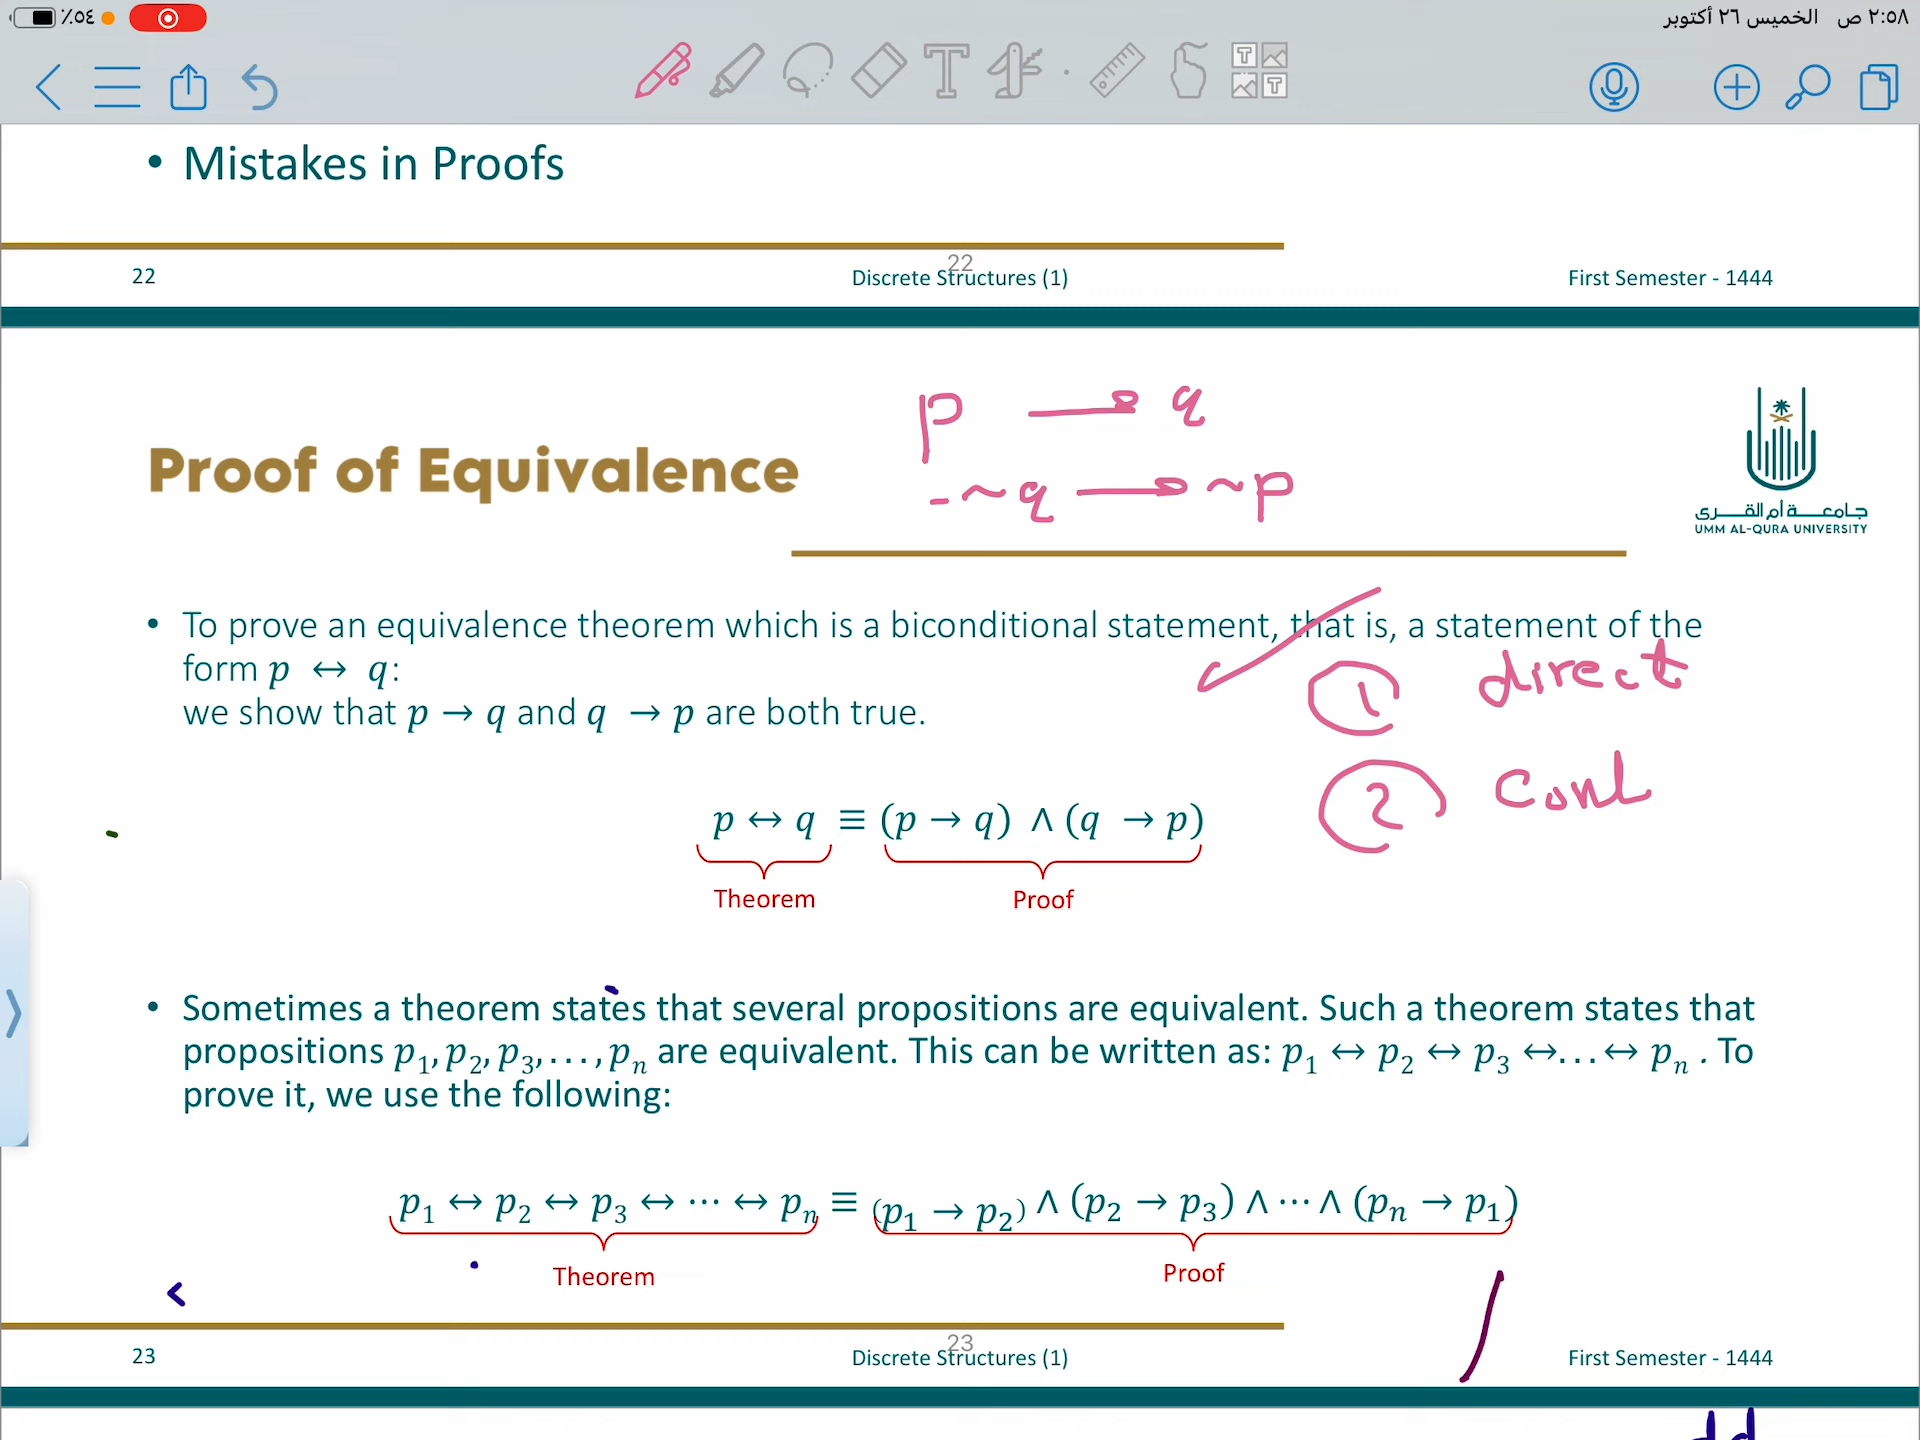 ٪٥٤
٢:٥٨ ص الخميس ٢٦ أكتوبر
• Mistakes in Proofs
22
22
Discrete Structures (1)
First Semester - 1444
p → q
Proof of Equivalence
- ~q → ~p
جامعة أم القرى
UMM AL-QURA UNIVERSITY
• To prove an equivalence theorem which is a biconditional statement, that is, a statement of the
form p ↔ q:
we show that p → q and q → p are both true.
① direct
② cont
p ↔ q ≡ (p → q) ∧ (q → p)
Theorem
Proof
• Sometimes a theorem states that several propositions are equivalent. Such a theorem states that
propositions p₁, p₂, p₃, . . . , pₙ are equivalent. This can be written as: p₁ ↔ p₂ ↔ p₃ ↔. . . ↔ pₙ . To
prove it, we use the following:
p₁ ↔ p₂ ↔ p₃ ↔ ⋯ ↔ pₙ ≡ (p₁ → p₂) ∧ (p₂ → p₃) ∧ ⋯ ∧ (pₙ → p₁)
Theorem
Proof
23
23
Discrete Structures (1)
First Semester - 1444